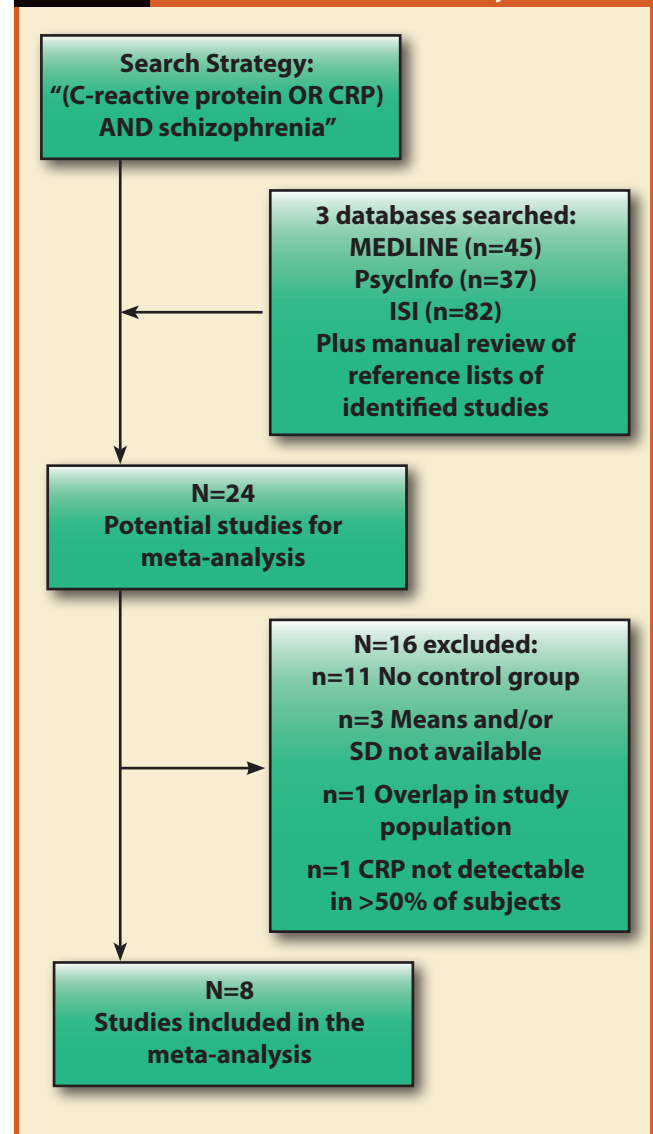 Search Strategy:
“(C-reactive protein OR CRP)
AND schizophrenia”
3 databases searched:
MEDLINE (n=45)
PsycInfo (n=37)
ISI (n=82)
Plus manual review of
reference lists of
identified studies
N=24
Potential studies for
meta-analysis
N=16 excluded:
n=11 No control group
n=3 Means and/or
SD not available
n=1 Overlap in study
population
n=1 CRP not detectable
in >50% of subjects
N=8
Studies included in the
meta-analysis